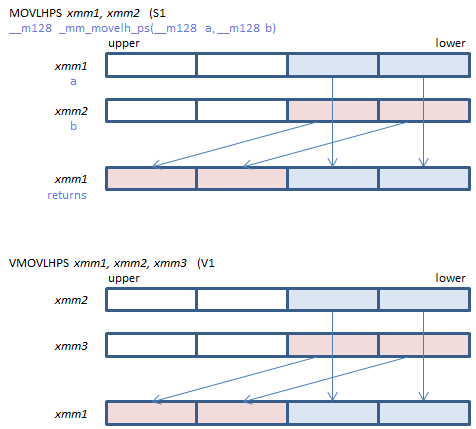 MOVLHPS xmm1, xmm2 (S1
__m128 _mm_movelh_ps(__m128 a, __m128 b)
upper lower
xmm1
a
xmm2
b
xmm1
returns
VMOVLHPS xmm1, xmm2, xmm3 (V1
upper lower
xmm2
xmm3
xmm1